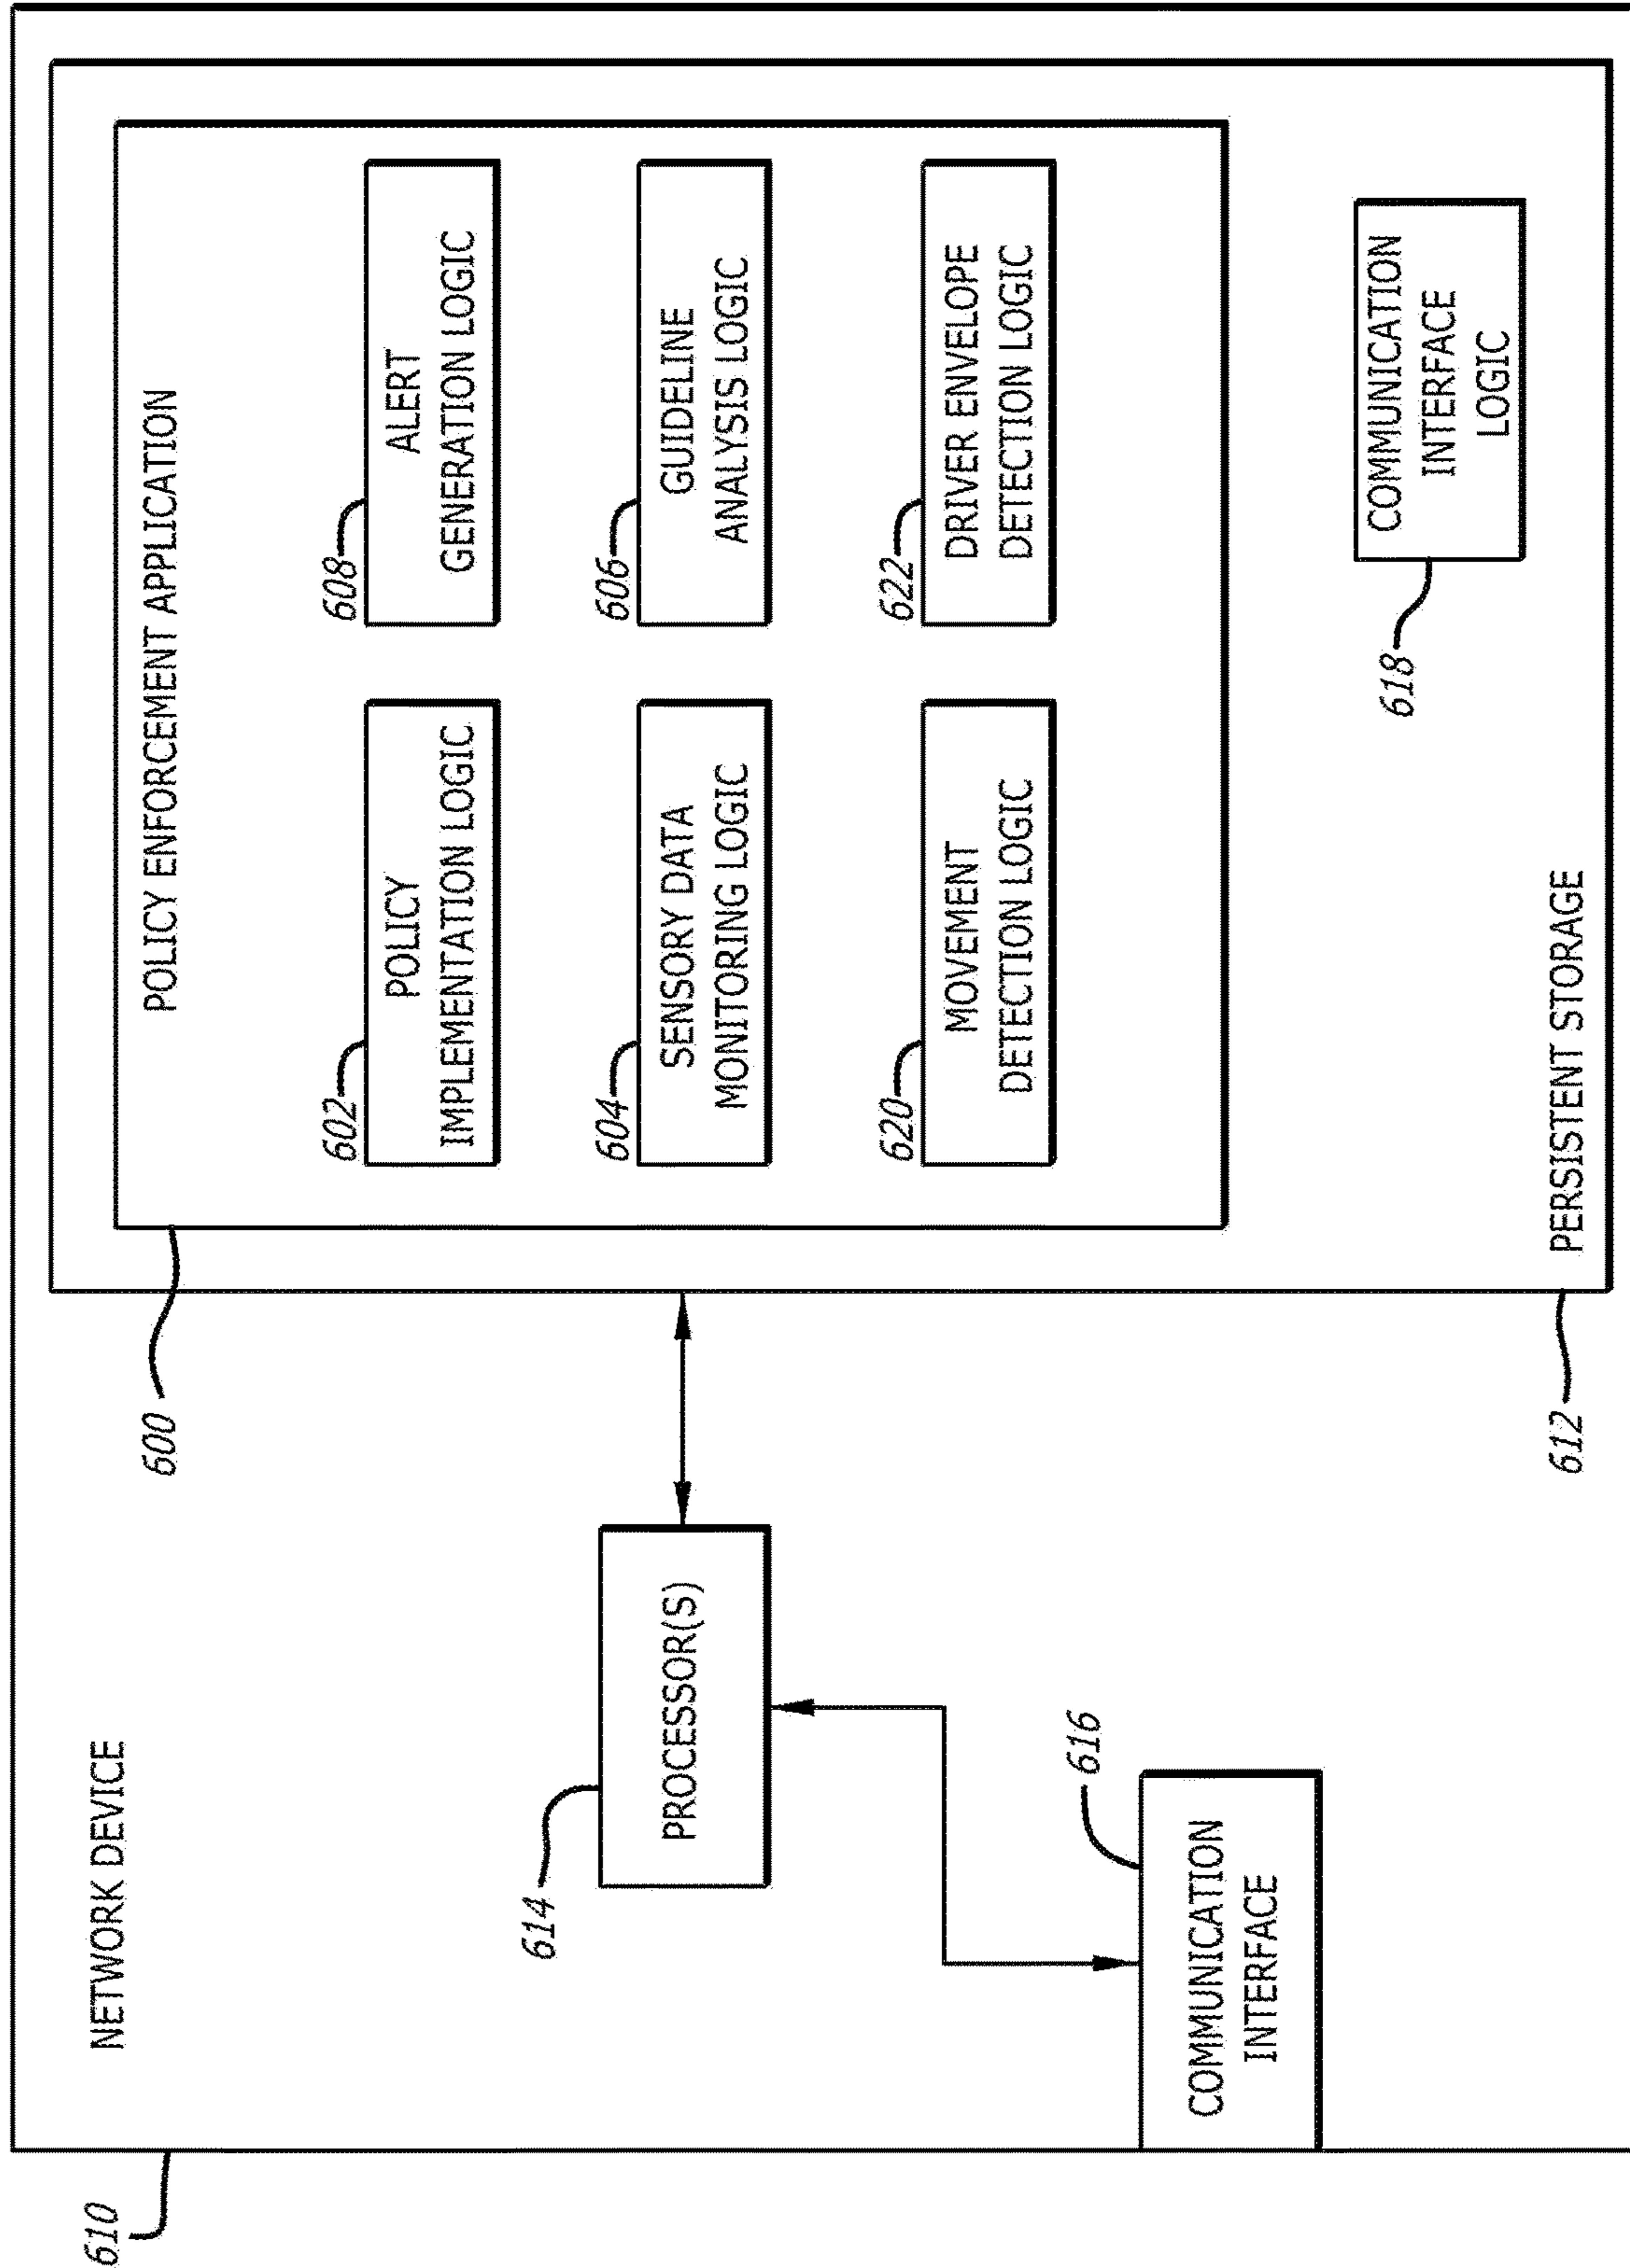 610
NETWORK DEVICE
614
PROCESSOR(S)
616
COMMUNICATION
INTERFACE
600
POLICY ENFORCEMENT APPLICATION
602
POLICY
IMPLEMENTATION LOGIC
608
ALERT
GENERATION LOGIC
604
SENSORY DATA
MONITORING LOGIC
606
GUIDELINE
ANALYSIS LOGIC
620
MOVEMENT
DETECTION LOGIC
622
DRIVER ENVELOPE
DETECTION LOGIC
618
COMMUNICATION
INTERFACE
LOGIC
612
PERSISTENT STORAGE